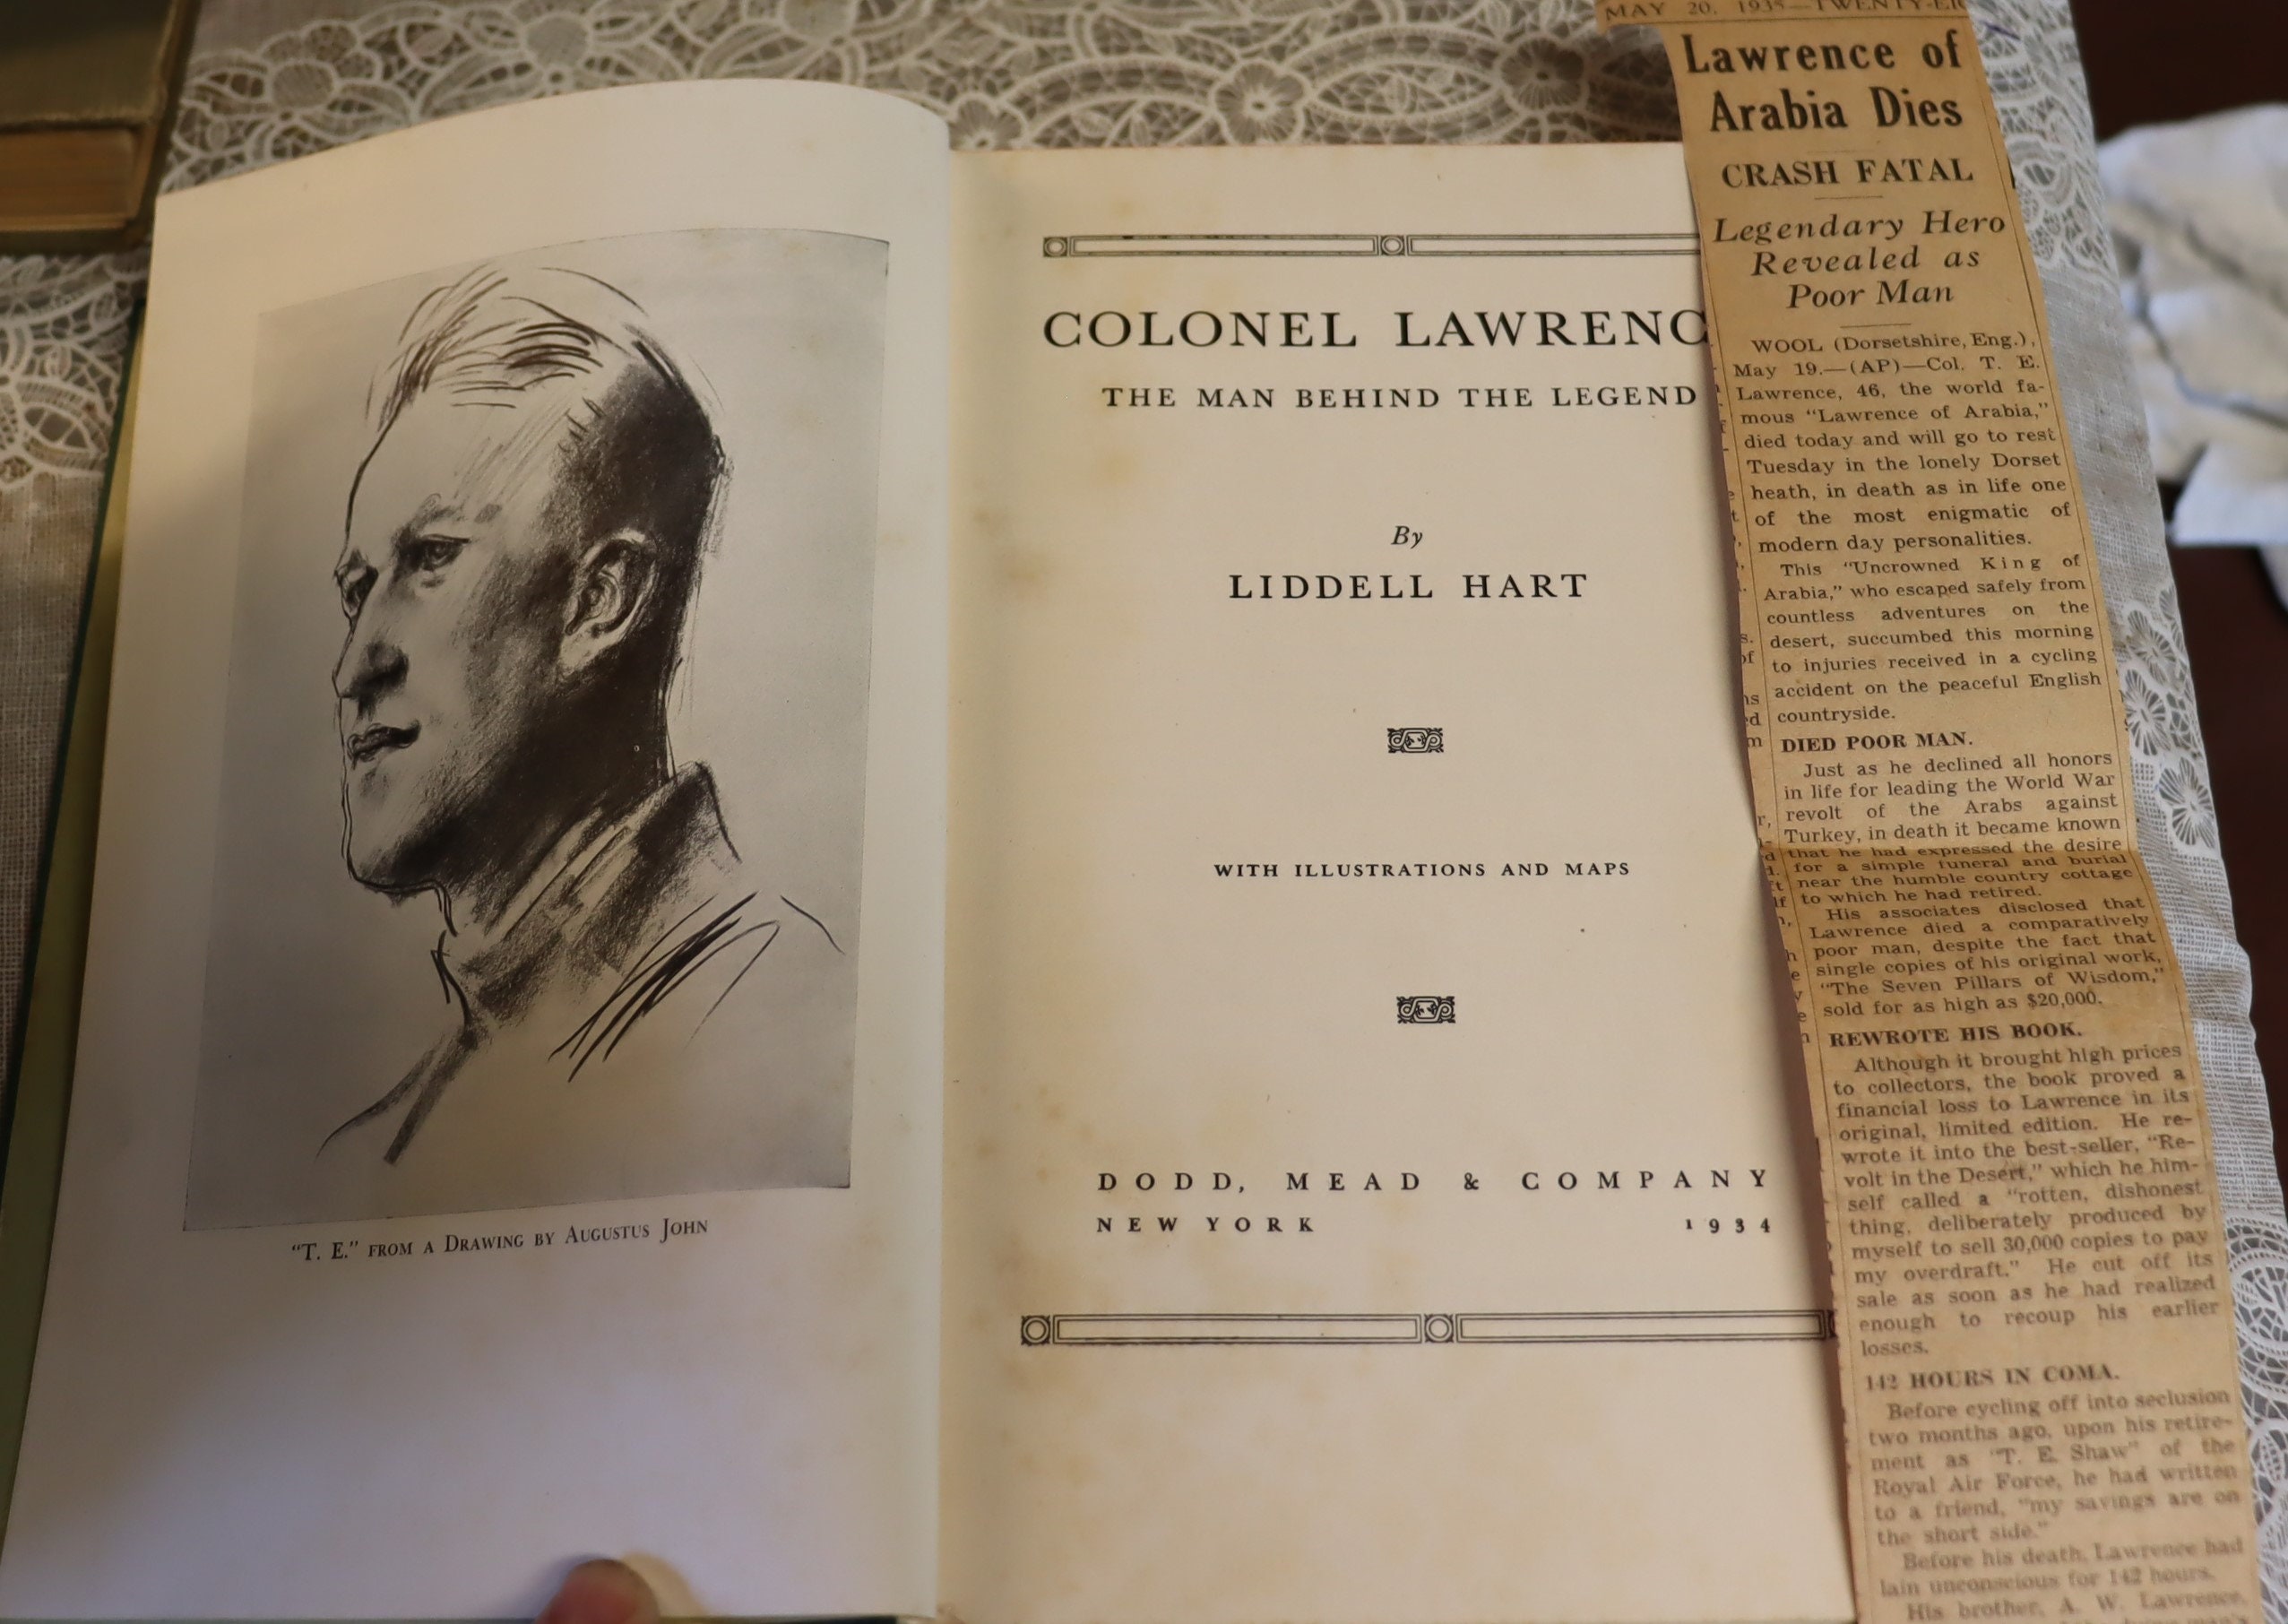 "T. E." FROM A DRAWING BY AUGUSTUS JOHN
COLONEL LAWRENC
THE MAN BEHIND THE LEGEND
By
LIDDELL HART
WITH ILLUSTRATIONS AND MAPS
DODD, MEAD & COMPANY
NEW YORK 1934
MAY 20, 1935—TWENTY-
Lawrence of
Arabia Dies
CRASH FATAL
Legendary Hero
Revealed as
Poor Man
WOOL (Dorsetshire, Eng.),
May 19.—(AP)—Col. T. E.
Lawrence, 46, the world fa-
mous "Lawrence of Arabia,"
died today and will go to rest
Tuesday in the lonely Dorset
heath, in death as in life one
of the most enigmatic of
modern day personalities.
This "Uncrowned King of
Arabia," who escaped safely from
countless adventures on the
desert, succumbed this morning
to injuries received in a cycling
accident on the peaceful English
countryside.
DIED POOR MAN.
Just as he declined all honors
in life for leading the World War
revolt of the Arabs against
Turkey, in death it became known
that he had expressed the desire
for a simple funeral and burial
near the humble country cottage
to which he had retired.
His associates disclosed that
Lawrence died a comparatively
poor man, despite the fact that
single copies of his original work,
"The Seven Pillars of Wisdom,"
sold for as high as $20,000.
REWROTE HIS BOOK.
Although it brought high prices
to collectors, the book proved a
financial loss to Lawrence in its
original, limited edition. He re-
wrote it into the best-seller, "Re-
volt in the Desert," which he him-
self called a "rotten, dishonest
thing, deliberately produced by
myself to sell 30,000 copies to pay
my overdraft." He cut off its
sale as soon as he had realized
enough to recoup his earlier
losses.
142 HOURS IN COMA.
Before cycling off into seclusion
two months ago, upon his retire-
ment as "T. E. Shaw" of the
Royal Air Force, he had written
to a friend, "my savings are on
the short side."
Before his death, Lawrence had
lain unconscious for 142 hours.
His brother, A. W. Lawrence,